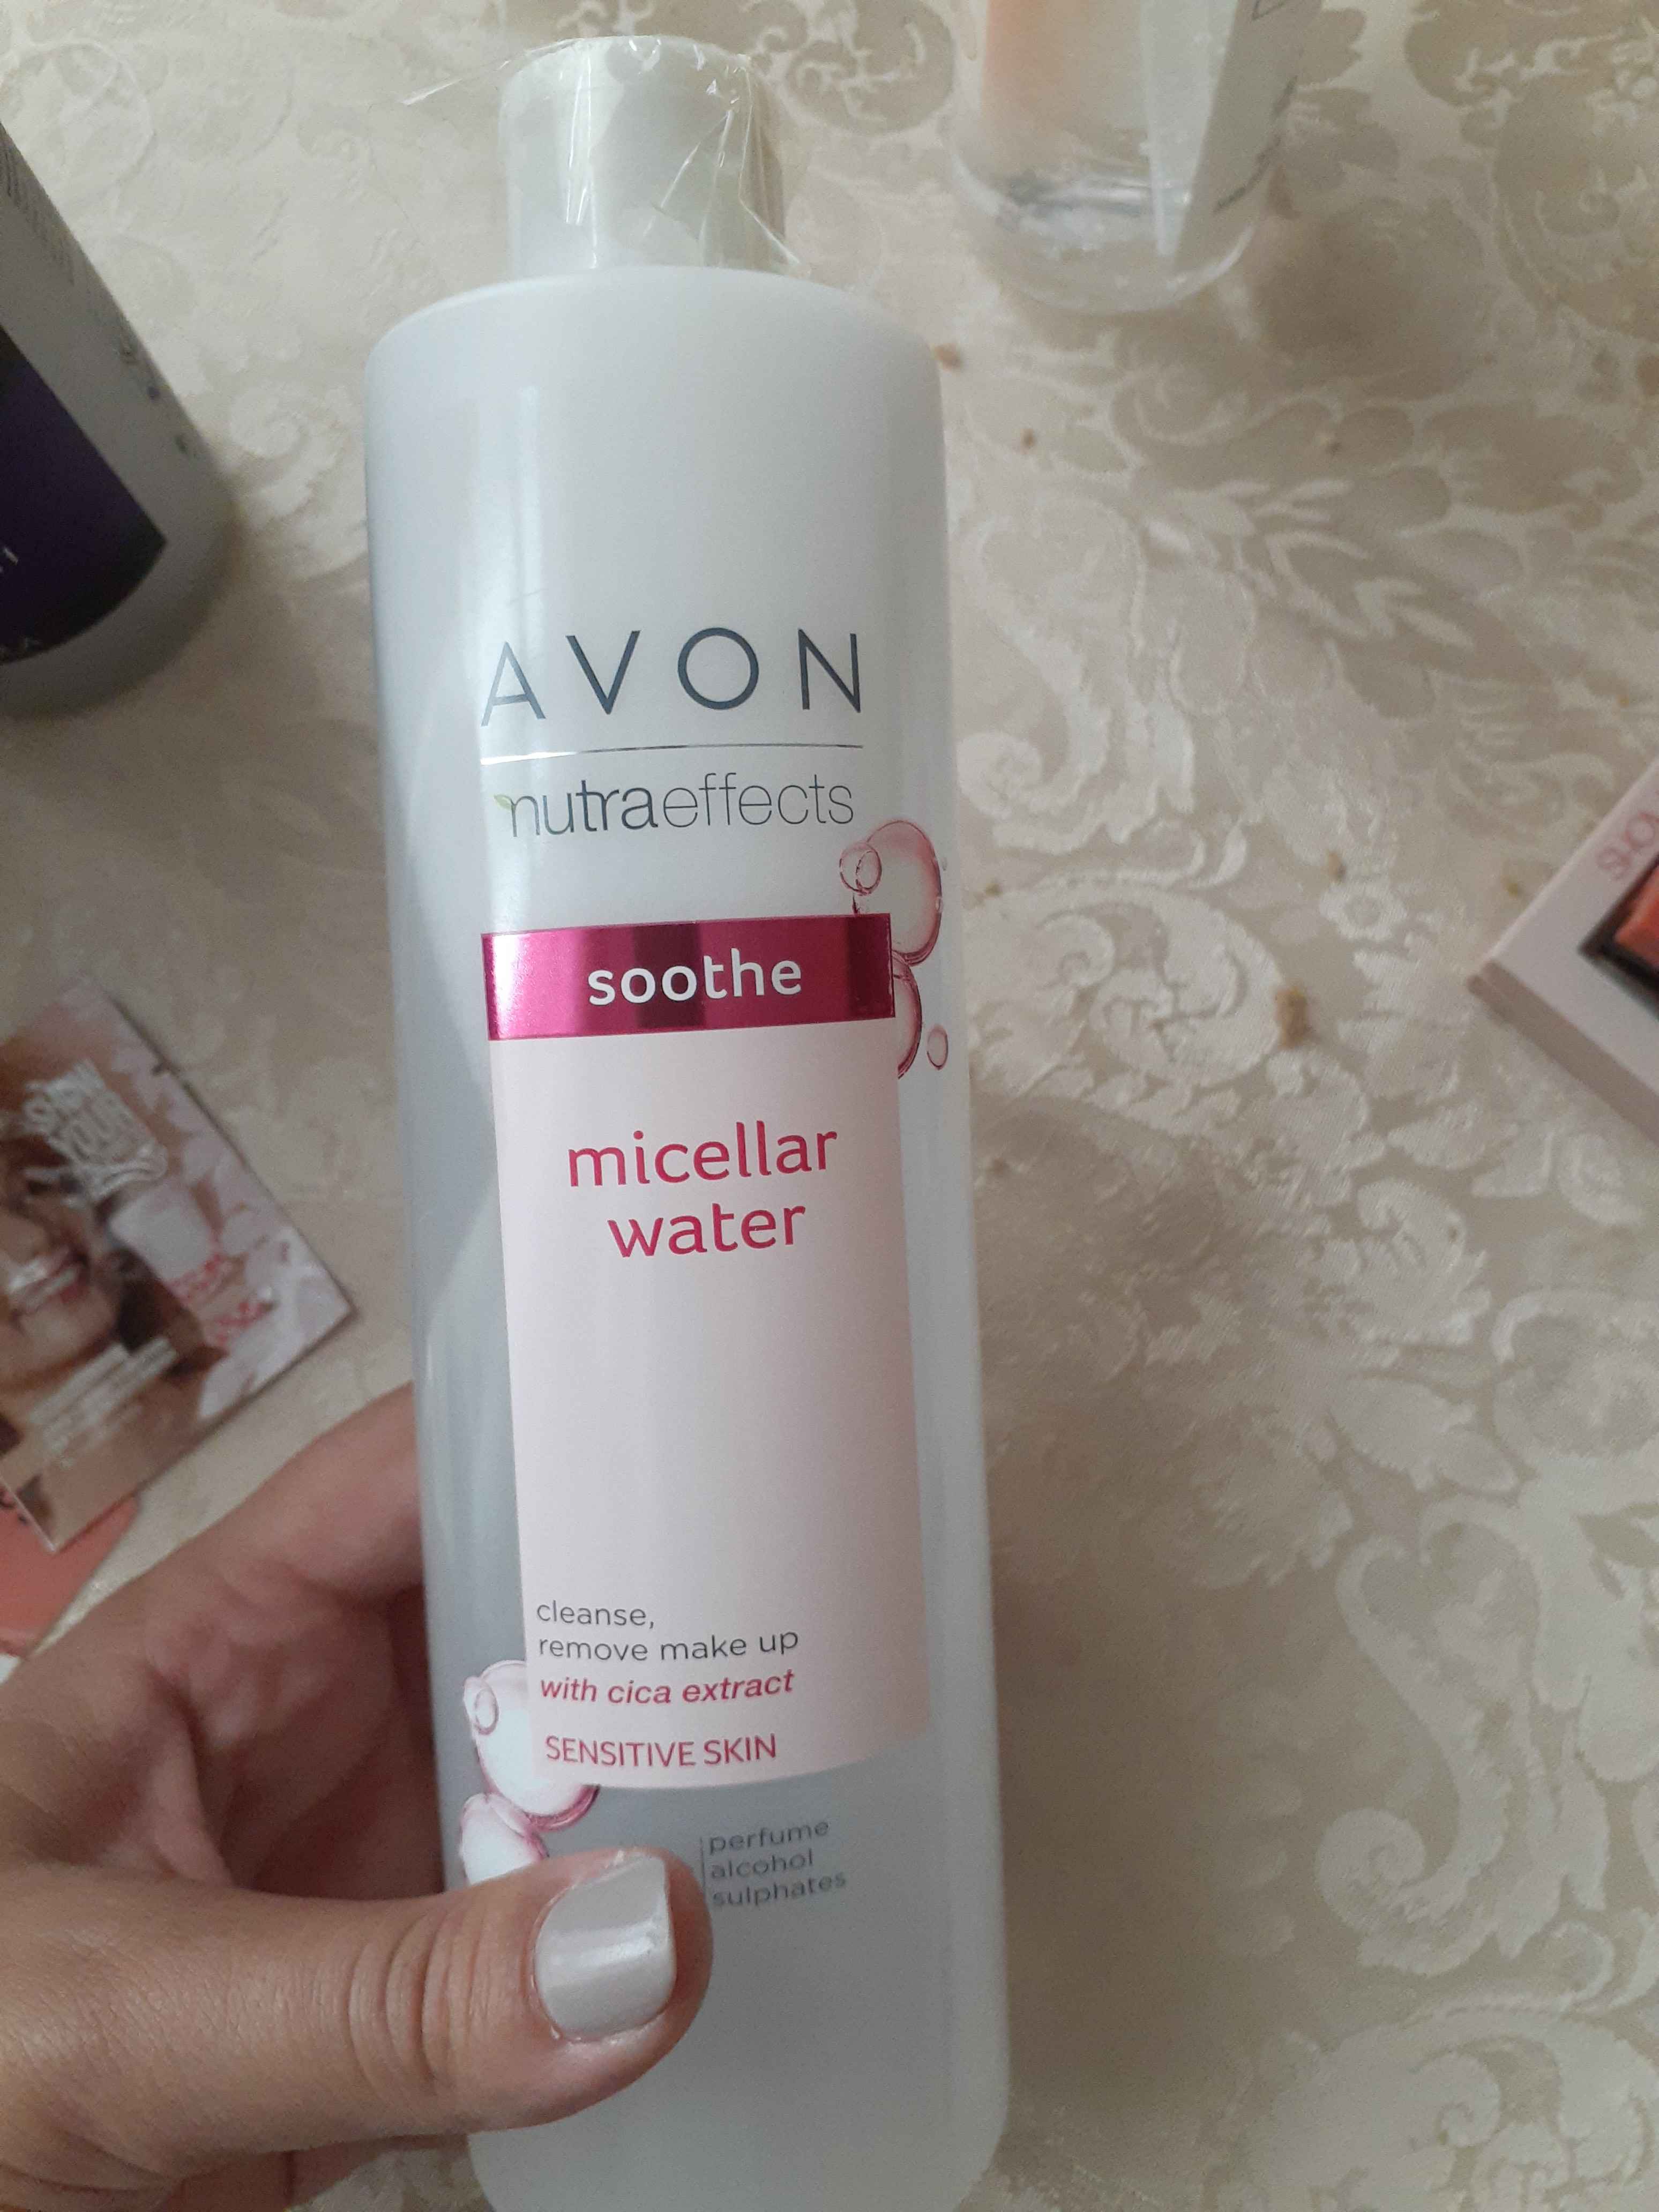 AVON
nutraeffects
soothe
micellar
water
cleanse,
remove make up
with cica extract
SENSITIVE SKIN
perfume
alcohol
sulphates